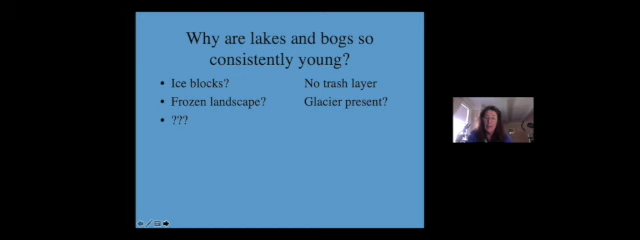 Why are lakes and bogs so
consistently young?
• Ice blocks? No trash layer
• Frozen landscape? Glacier present?
• ???